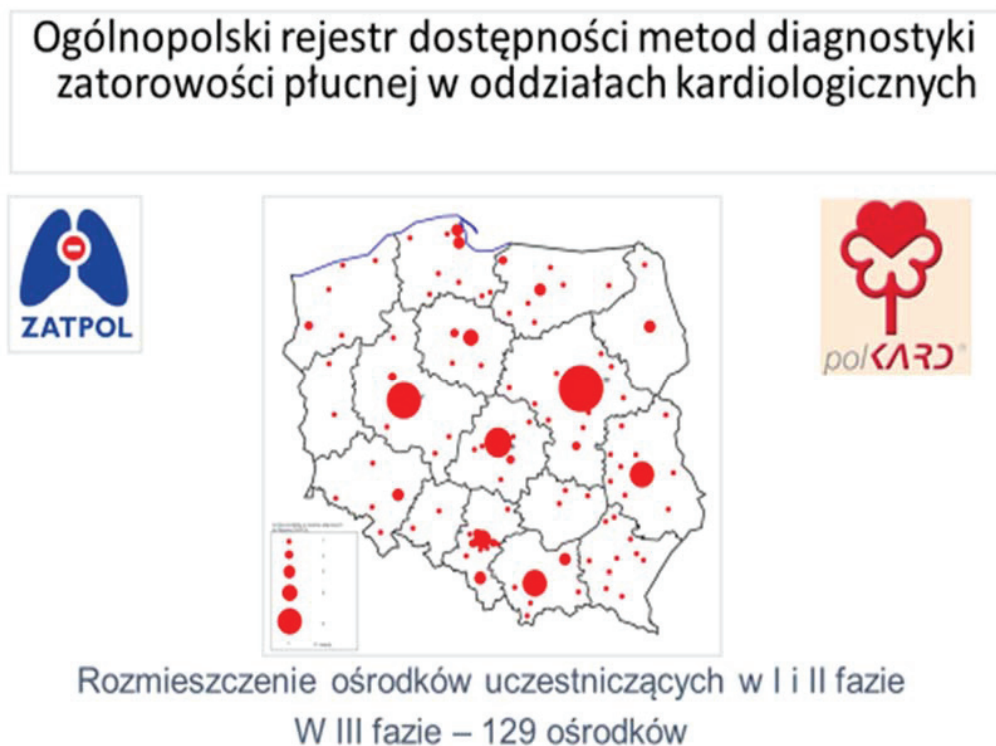 Ogólnopolski rejestr dostępności metod diagnostyki
zatorowości płucnej w oddziałach kardiologicznych
ZATPOL
polKARD®
Rozmieszczenie ośrodków uczestniczących w I i II fazie
W III fazie – 129 ośrodków